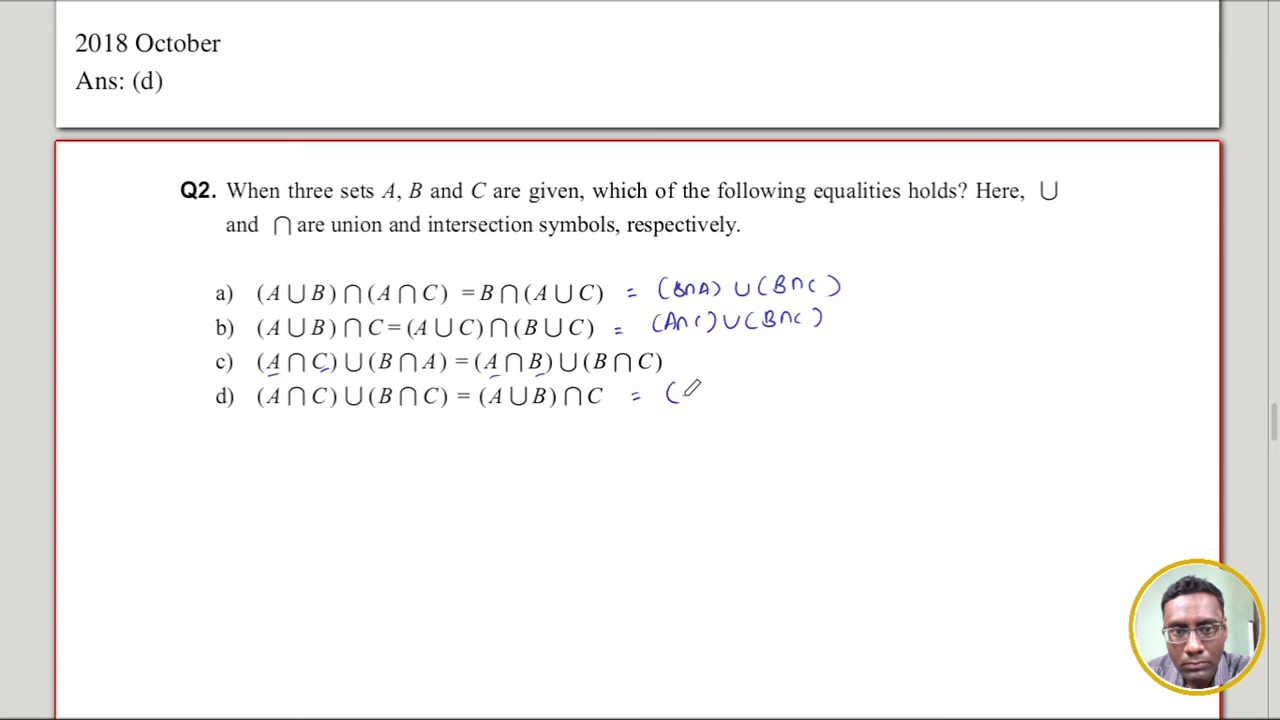 2018 October
Ans: (d)
Q2. When three sets A, B and C are given, which of the following equalities holds? Here, ∪
and ∩ are union and intersection symbols, respectively.
a) (A∪B)∩(A∩C) =B∩(A∪C) = (B∩A) ∪(B∩C)
b) (A∪B)∩C=(A∪C)∩(B∪C) = (A∩C)∪(B∩C)
c) (A∩C)∪(B∩A)=(A∩B)∪(B∩C)
d) (A∩C)∪(B∩C) = (A∪B)∩C = (